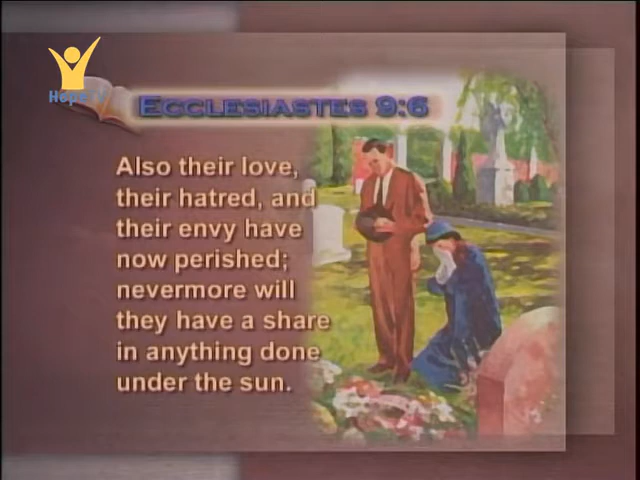 Hope TV
ECCLESIASTES 9:6
Also their love,
their hatred, and
their envy have
now perished;
nevermore will
they have a share
in anything done
under the sun.